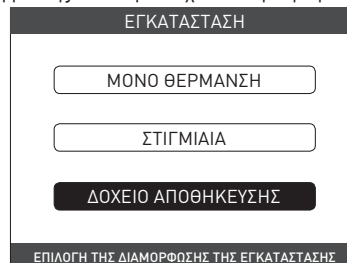 ΕΓΚΑΤΑΣΤΑΣΗ
ΜΟΝΟ ΘΕΡΜΑΝΣΗ
ΣΤΙΓΜΙΑΙΑ
ΔΟΧΕΙΟ ΑΠΟΘΗΚΕΥΣΗΣ
ΕΠΙΛΟΓΗ ΤΗΣ ΔΙΑΜΟΡΦΩΣΗΣ ΤΗΣ ΕΓΚΑΤΑΣΤΑΣΗΣ